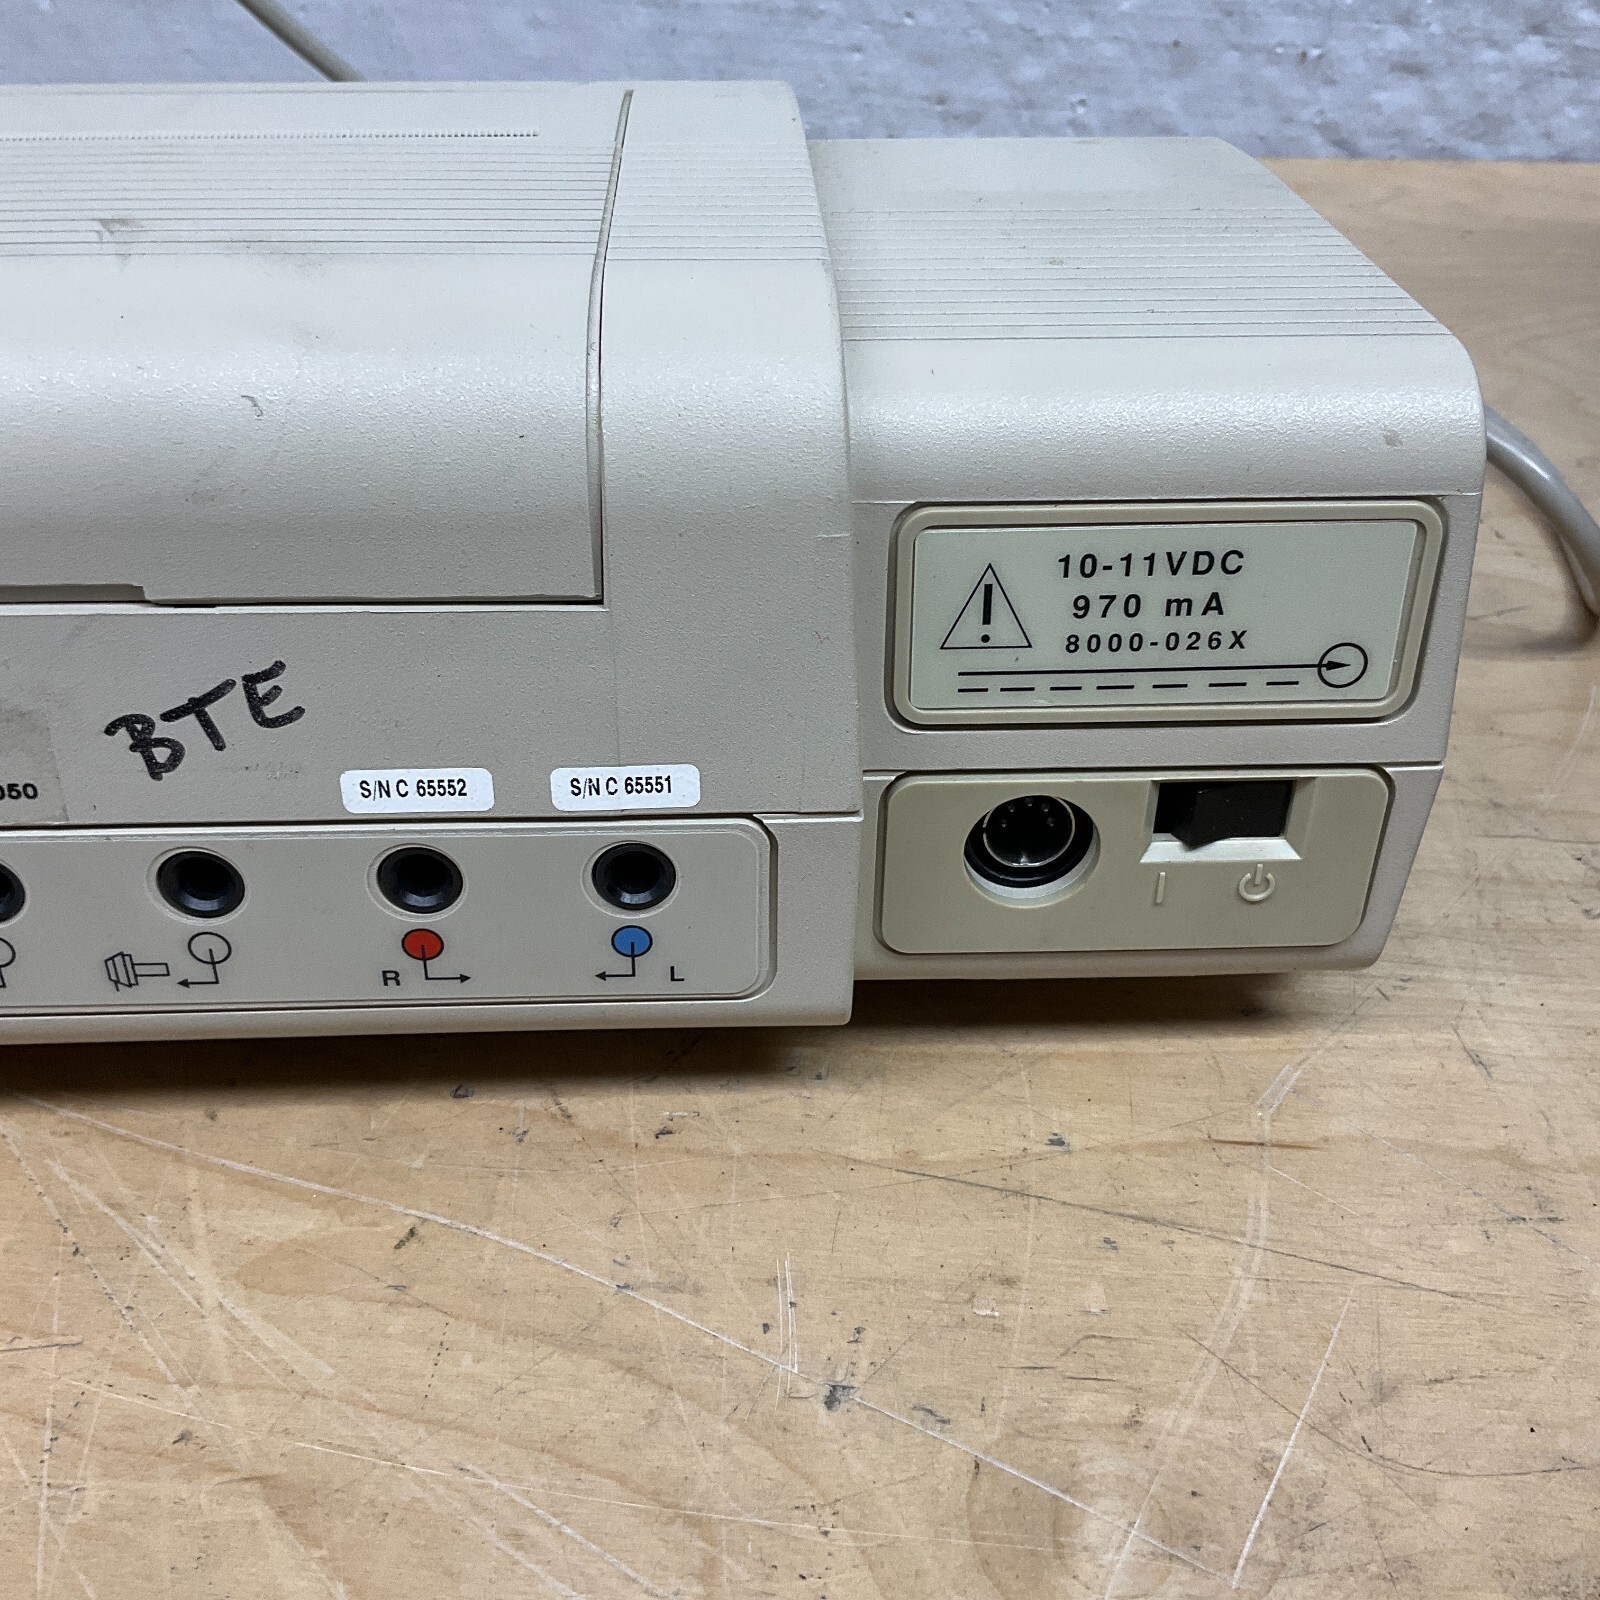 10-11VDC
970 mA
8000-026X
BTE
050
S/N C 65552
S/N C 65551
R
L